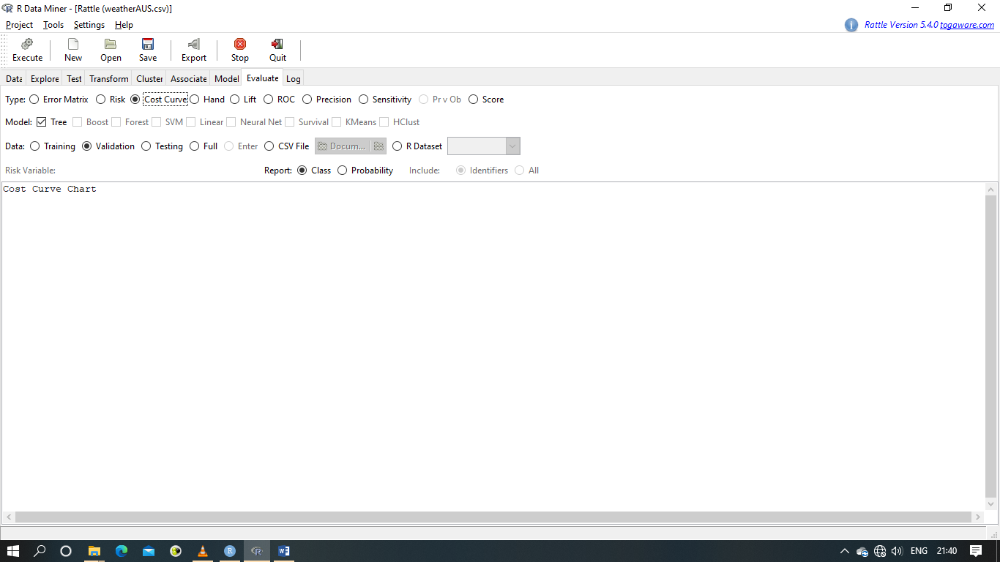 R Data Miner - [Rattle (weatherAUS.csv)]
Project Tools Settings Help
i Rattle Version 5.4.0 togaware.com
Execute New Open Save Export Stop Quit
Data Explore Test Transform Cluster Associate Model Evaluate Log
Type: Error Matrix Risk Cost Curve Hand Lift ROC Precision Sensitivity Pr v Ob Score
Model: Tree Boost Forest SVM Linear Neural Net Survival KMeans HClust
Data: Training Validation Testing Full Enter CSV File Docum... R Dataset
Risk Variable: Report: Class Probability Include: Identifiers All
Cost Curve Chart
ENG 21:40